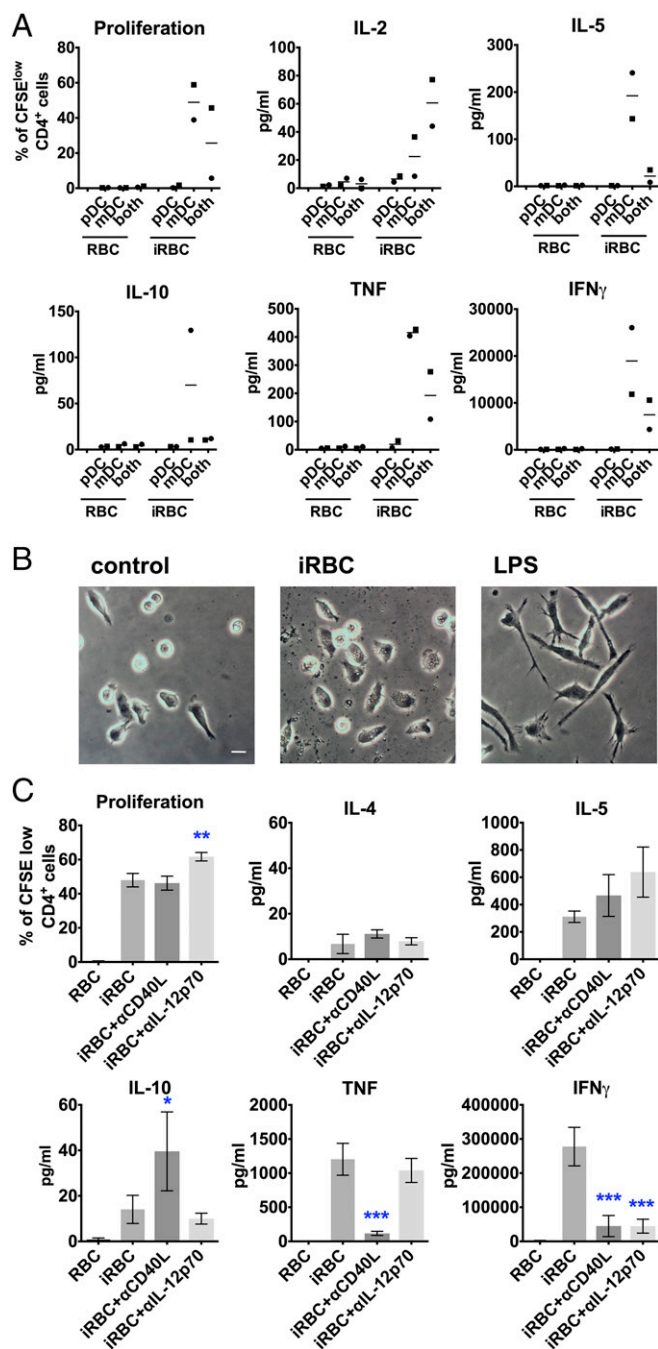 A
Proliferation
% of CFSElow
CD4+ cells
80
60
40
20
0
pDC
mDC
both
pDC
mDC
both
RBC
iRBC
IL-2
pg/ml
100
80
60
40
20
0
pDC
mDC
both
pDC
mDC
both
RBC
iRBC
IL-5
pg/ml
300
200
100
0
pDC
mDC
both
pDC
mDC
both
RBC
iRBC
IL-10
pg/ml
150
100
50
0
pDC
mDC
both
pDC
mDC
both
RBC
iRBC
TNF
pg/ml
500
400
300
200
100
0
pDC
mDC
both
pDC
mDC
both
RBC
iRBC
IFNγ
pg/ml
30000
20000
10000
0
pDC
mDC
both
pDC
mDC
both
RBC
iRBC
B
control
iRBC
LPS
C
Proliferation
% of CFSE low
CD4+ cells
80
60
40
20
0
**
RBC
iRBC
iRBC+αCD40L
iRBC+αIL-12p70
IL-4
pg/ml
60
40
20
0
RBC
iRBC
iRBC+αCD40L
iRBC+αIL-12p70
IL-5
pg/ml
1000
800
600
400
200
0
RBC
iRBC
iRBC+αCD40L
iRBC+αIL-12p70
IL-10
pg/ml
60
40
20
0
*
RBC
iRBC
iRBC+αCD40L
iRBC+αIL-12p70
TNF
pg/ml
2000
1500
1000
500
0
***
RBC
iRBC
iRBC+αCD40L
iRBC+αIL-12p70
IFNγ
pg/ml
400000
300000
200000
100000
0
***
***
RBC
iRBC
iRBC+αCD40L
iRBC+αIL-12p70